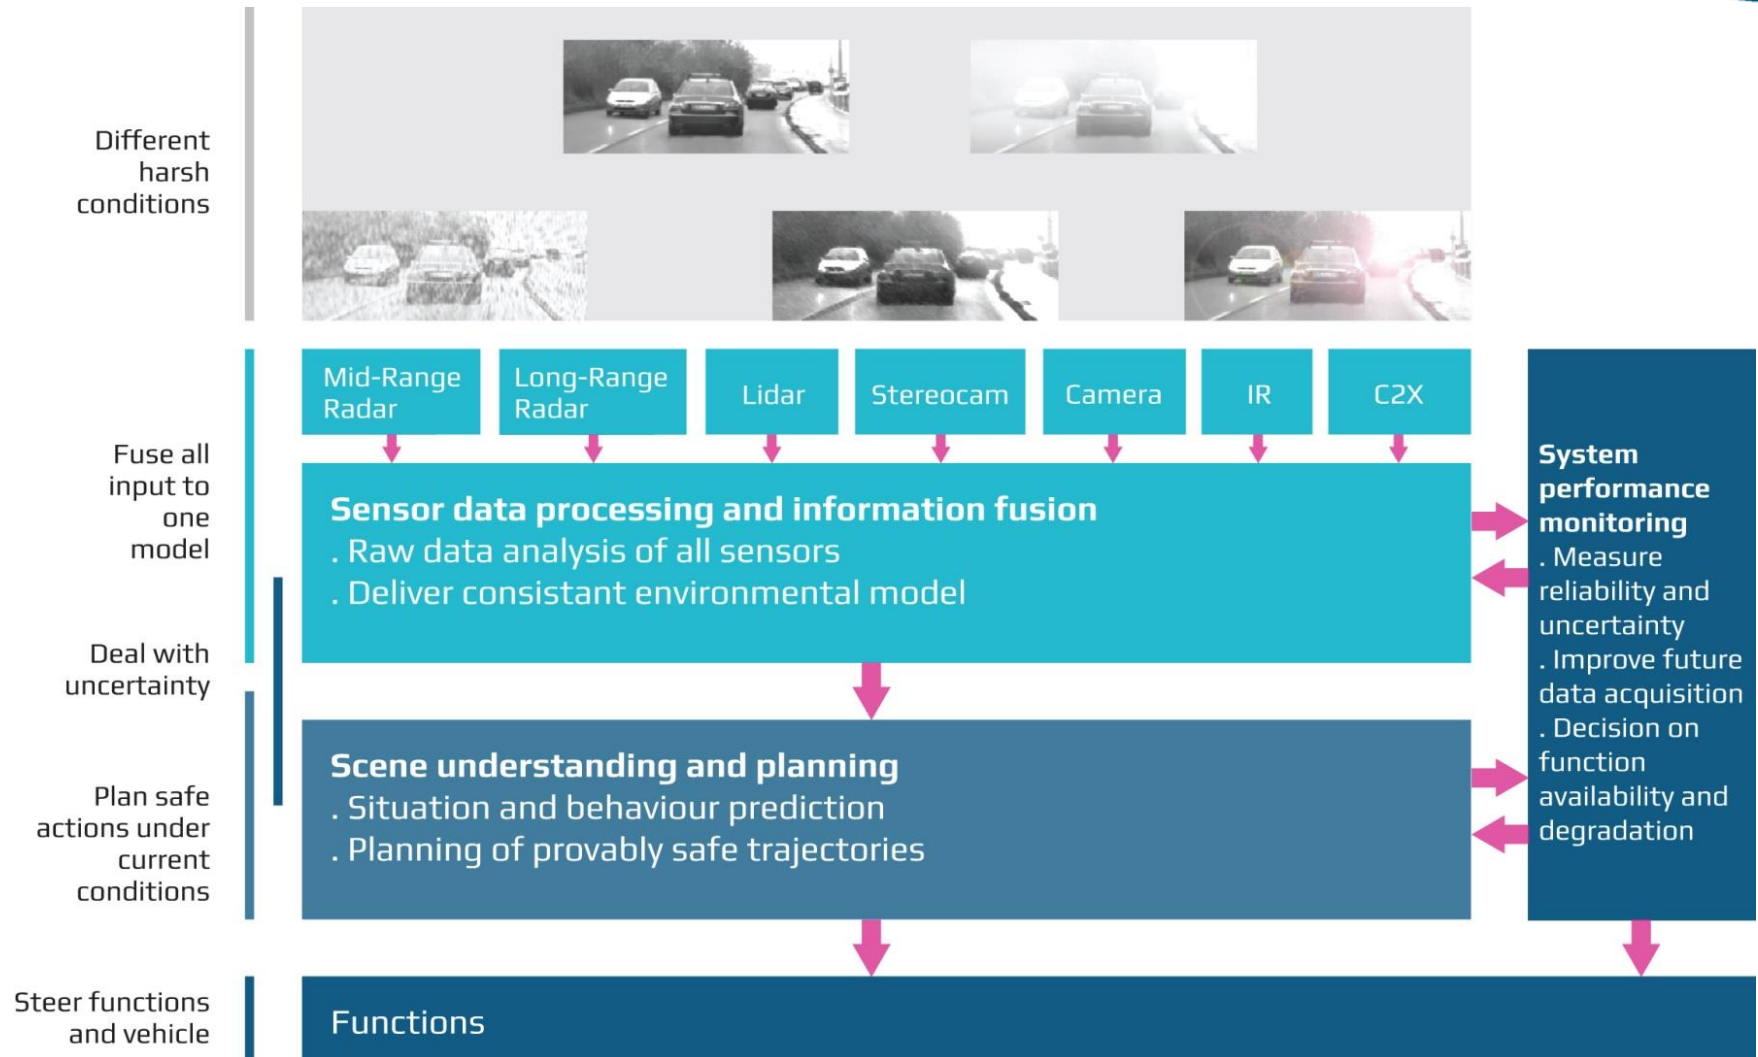 Different
harsh
conditions
Mid-Range
Radar
Long-Range
Radar
Lidar
Stereocam
Camera
IR
C2X
Fuse all
input to
one
model
Sensor data processing and information fusion
. Raw data analysis of all sensors
. Deliver consistant environmental model
System
performance
monitoring
. Measure
reliability and
uncertainty
. Improve future
data acquisition
. Decision on
function
availability and
degradation
Deal with
uncertainty
Plan safe
actions under
current
conditions
Scene understanding and planning
. Situation and behaviour prediction
. Planning of provably safe trajectories
Steer functions
and vehicle
Functions